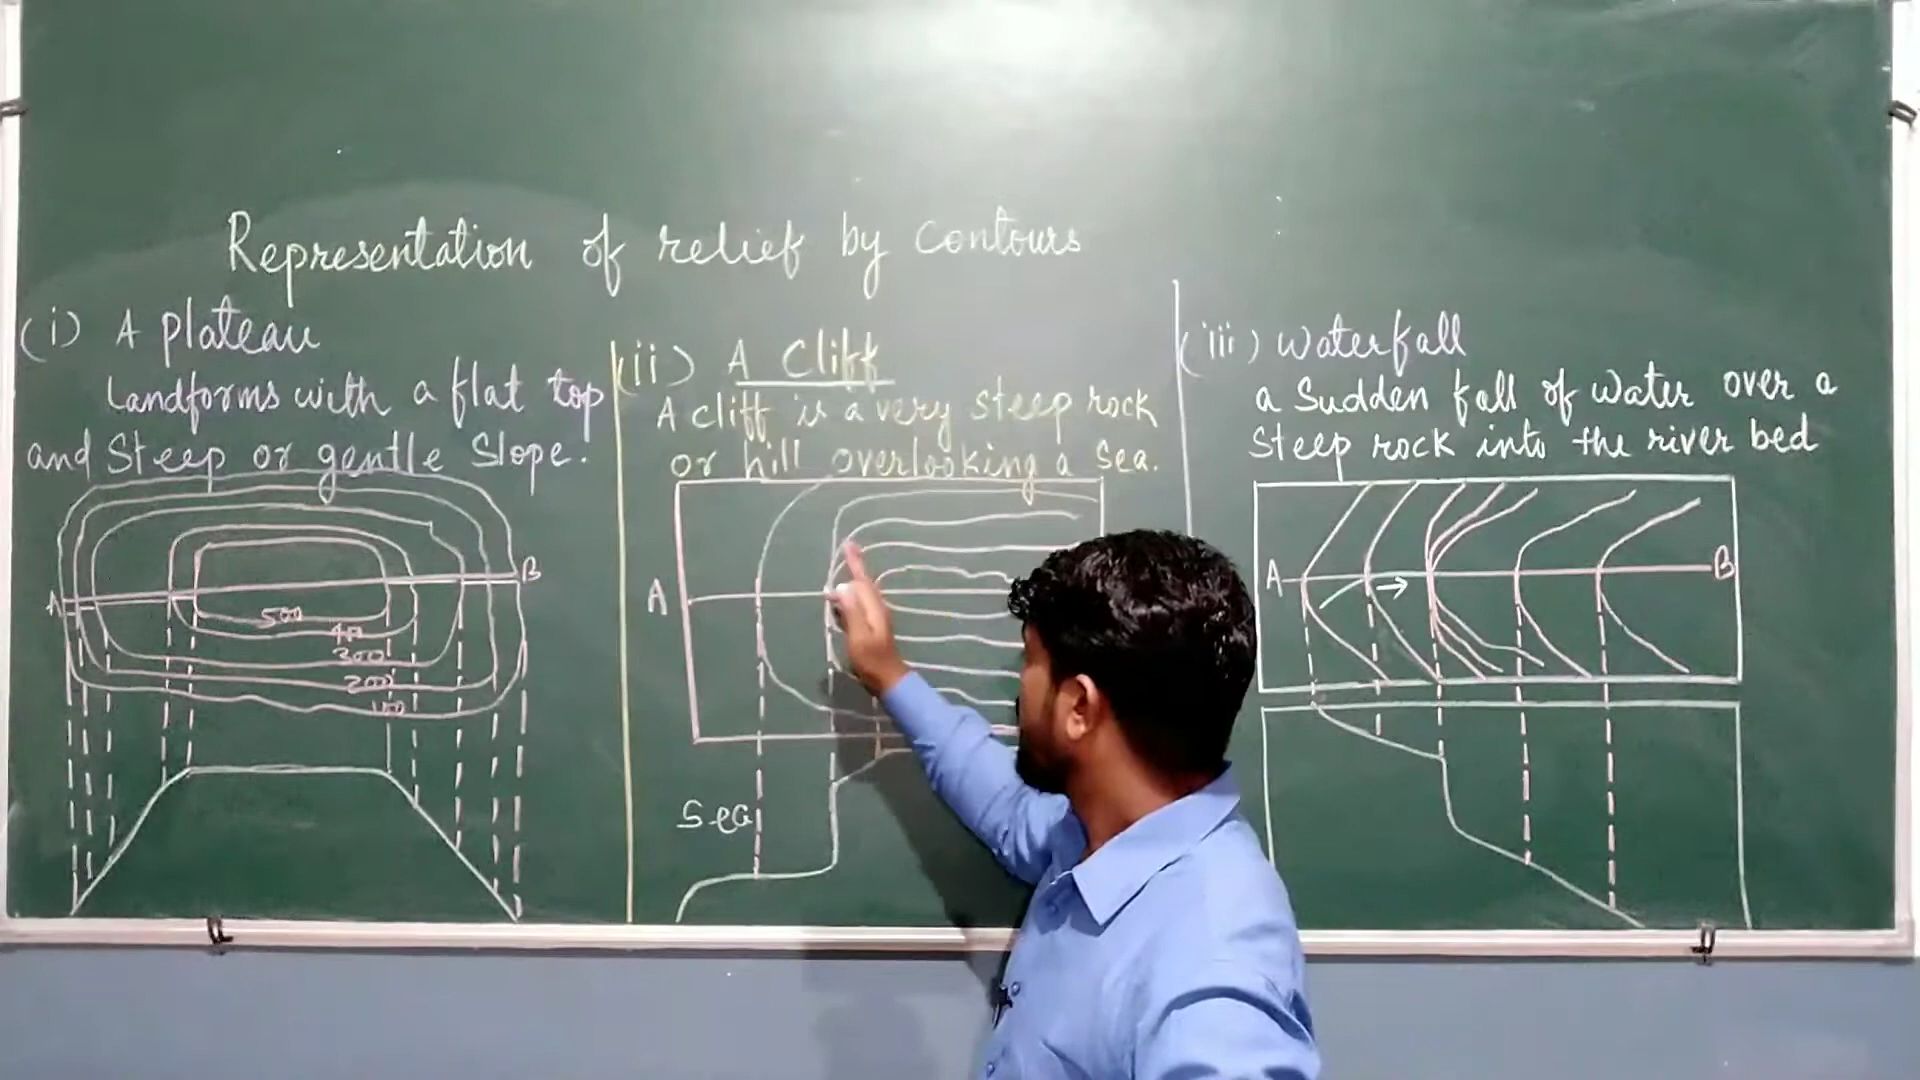 Representation of relief by contours
(i) A plateau
Landforms with a flat top
and Steep or gentle Slope.
A
B
500
400
300
200
100
(ii) A Cliff
A cliff is a very steep rock
or hill overlooking a Sea.
A
Sea
(iii) Waterfall
a Sudden fall of Water over a
Steep rock into the river bed
A
B